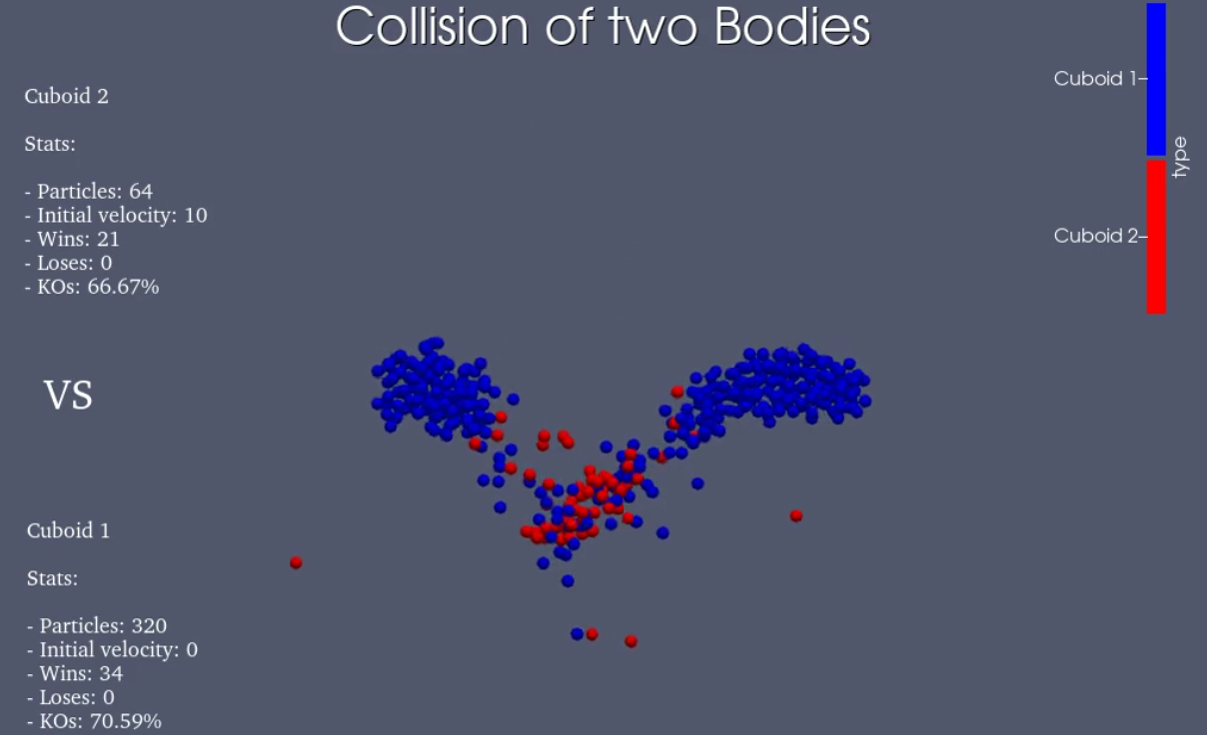 Collision of two Bodies
Cuboid 2
Stats:
- Particles: 64
- Initial velocity: 10
- Wins: 21
- Loses: 0
- KOs: 66.67%
VS
Cuboid 1
Stats:
- Particles: 320
- Initial velocity: 0
- Wins: 34
- Loses: 0
- KOs: 70.59%
Cuboid 1
Cuboid 2
type